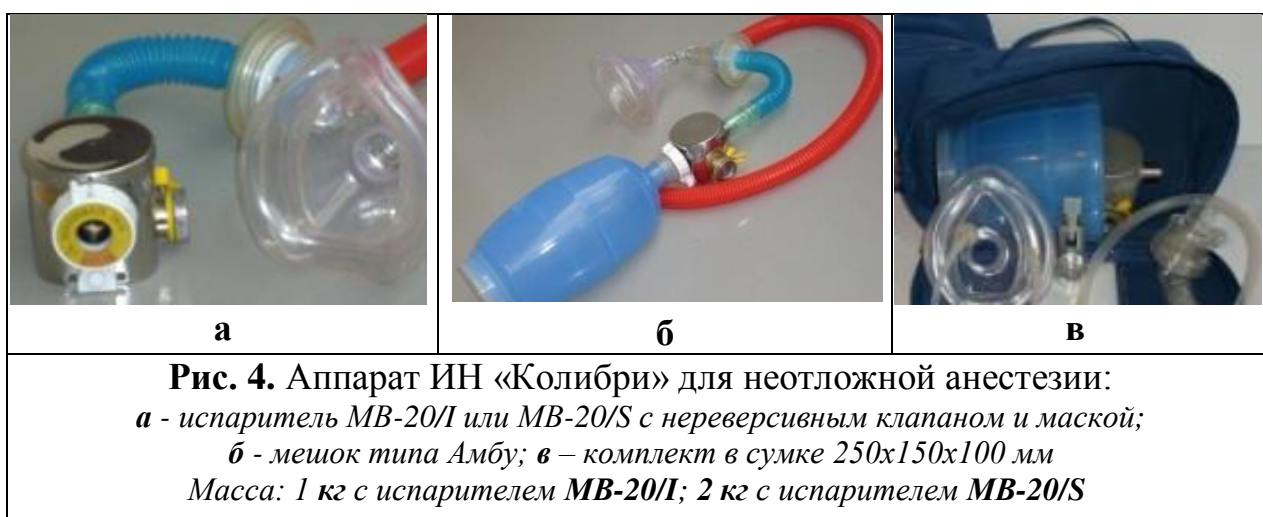 а
б
в
Рис. 4. Аппарат ИН «Колибри» для неотложной анестезии:
а - испаритель МВ-20/I или МВ-20/S с нереверсивным клапаном и маской;
б - мешок типа Амбу; в – комплект в сумке 250х150х100 мм
Масса: 1 кг с испарителем МВ-20/I; 2 кг с испарителем МВ-20/S